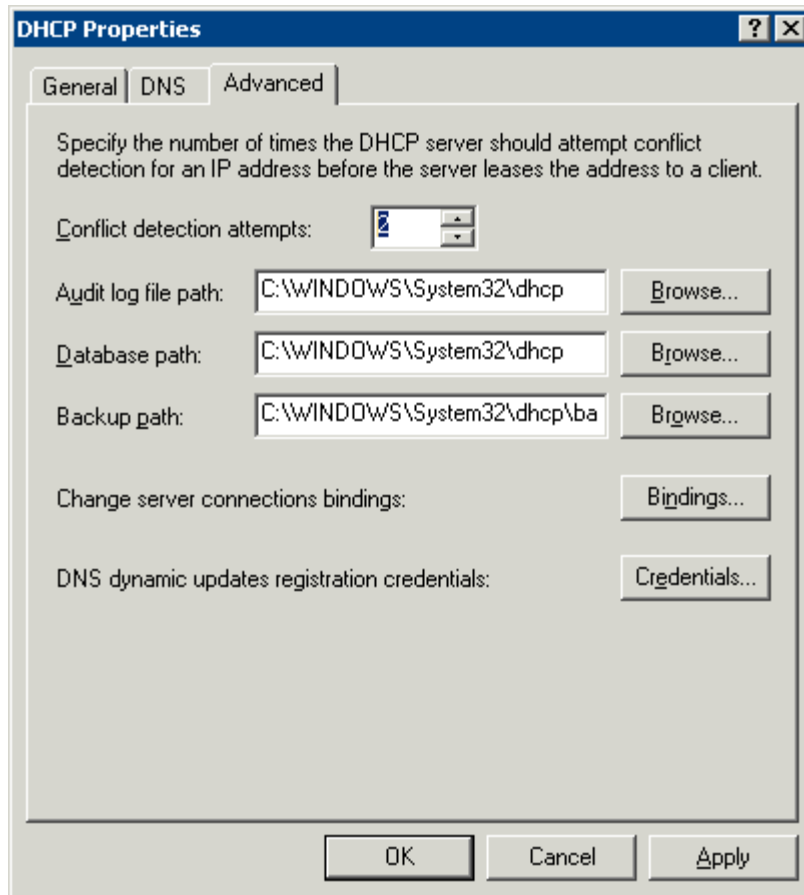 DHCP Properties
General DNS Advanced
Specify the number of times the DHCP server should attempt conflict
detection for an IP address before the server leases the address to a client.
Conflict detection attempts: 2
Audit log file path: C:\WINDOWS\System32\dhcp Browse...
Database path: C:\WINDOWS\System32\dhcp Browse...
Backup path: C:\WINDOWS\System32\dhcp\ba Browse...
Change server connections bindings: Bindings...
DNS dynamic updates registration credentials: Credentials...
OK Cancel Apply